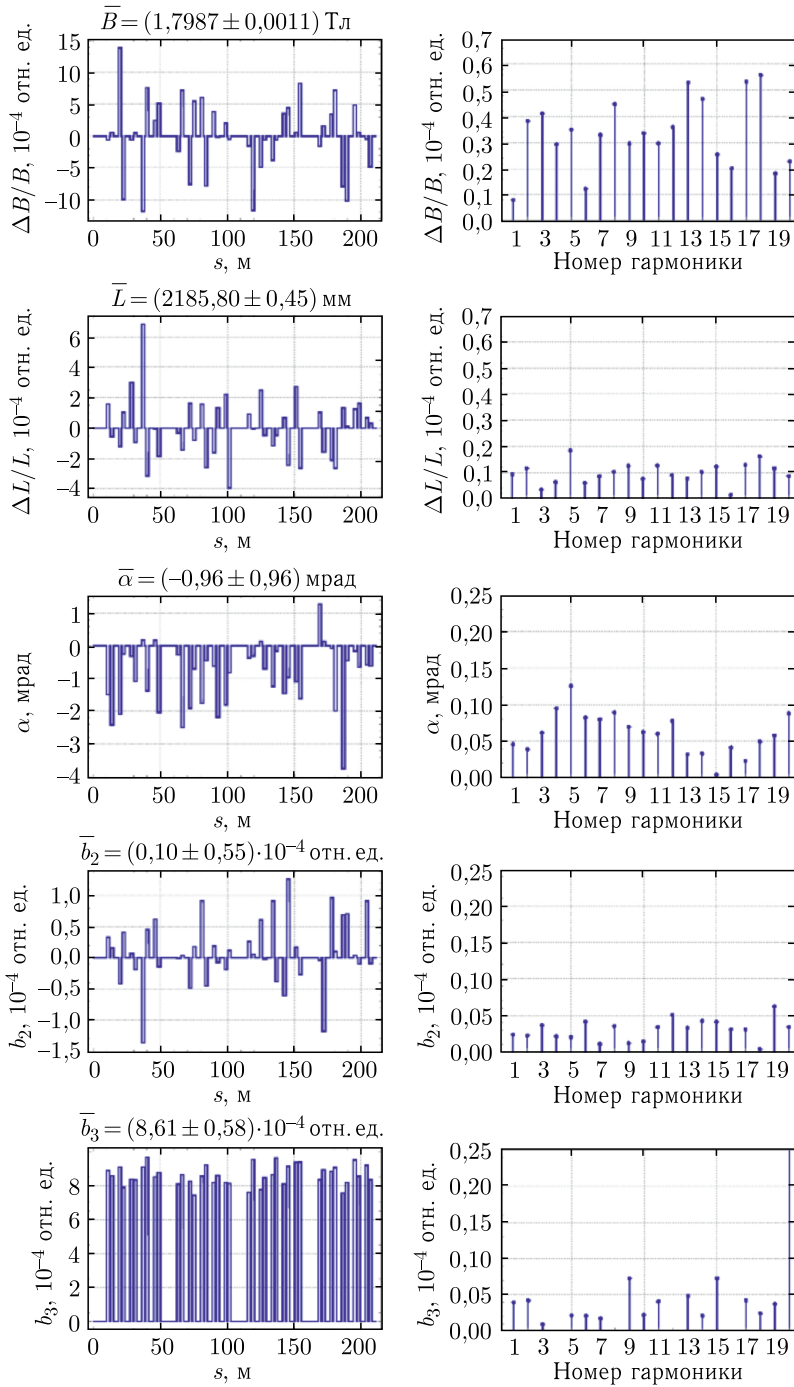 B̅ = (1,7987 ± 0,0011) Тл
ΔB/B, 10⁻⁴ отн. ед.
15
10
5
0
−5
−10
0 50 100 150 200
s, м
ΔB/B, 10⁻⁴ отн. ед.
0,7
0,6
0,5
0,4
0,3
0,2
0,1
0,0
1 3 5 7 9 11 13 15 17 19
Номер гармоники
L̅ = (2185,80 ± 0,45) мм
ΔL/L, 10⁻⁴ отн. ед.
6
4
2
0
−2
−4
0 50 100 150 200
s, м
ΔL/L, 10⁻⁴ отн. ед.
0,7
0,6
0,5
0,4
0,3
0,2
0,1
0,0
1 3 5 7 9 11 13 15 17 19
Номер гармоники
α̅ = (−0,96 ± 0,96) мрад
α, мрад
1
0
−1
−2
−3
−4
0 50 100 150 200
s, м
α, мрад
0,25
0,20
0,15
0,10
0,05
0,00
1 3 5 7 9 11 13 15 17 19
Номер гармоники
b̅₂ = (0,10 ± 0,55)·10⁻⁴ отн. ед.
b₂, 10⁻⁴ отн. ед.
1,0
0,5
0,0
−0,5
−1,0
−1,5
0 50 100 150 200
s, м
b₂, 10⁻⁴ отн. ед.
0,25
0,20
0,15
0,10
0,05
0,00
1 3 5 7 9 11 13 15 17 19
Номер гармоники
b̅₃ = (8,61 ± 0,58)·10⁻⁴ отн. ед.
b₃, 10⁻⁴ отн. ед.
8
6
4
2
0
0 50 100 150 200
s, м
b₃, 10⁻⁴ отн. ед.
0,25
0,20
0,15
0,10
0,05
0,00
1 3 5 7 9 11 13 15 17 19
Номер гармоники